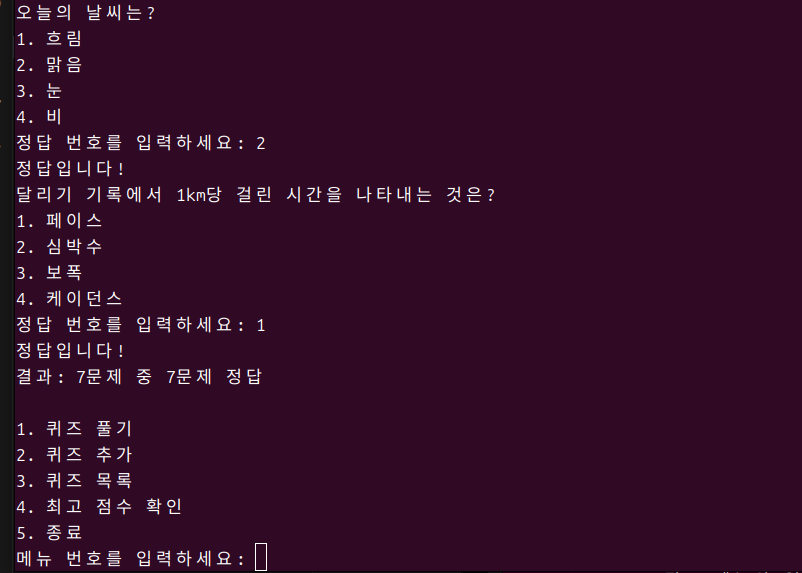 오늘의 날씨는?
1. 흐림
2. 맑음
3. 눈
4. 비
정답 번호를 입력하세요: 2
정답입니다!
달리기 기록에서 1km당 걸린 시간을 나타내는 것은?
1. 페이스
2. 심박수
3. 보폭
4. 케이던스
정답 번호를 입력하세요: 1
정답입니다!
결과: 7문제 중 7문제 정답
1. 퀴즈 풀기
2. 퀴즈 추가
3. 퀴즈 목록
4. 최고 점수 확인
5. 종료
메뉴 번호를 입력하세요: